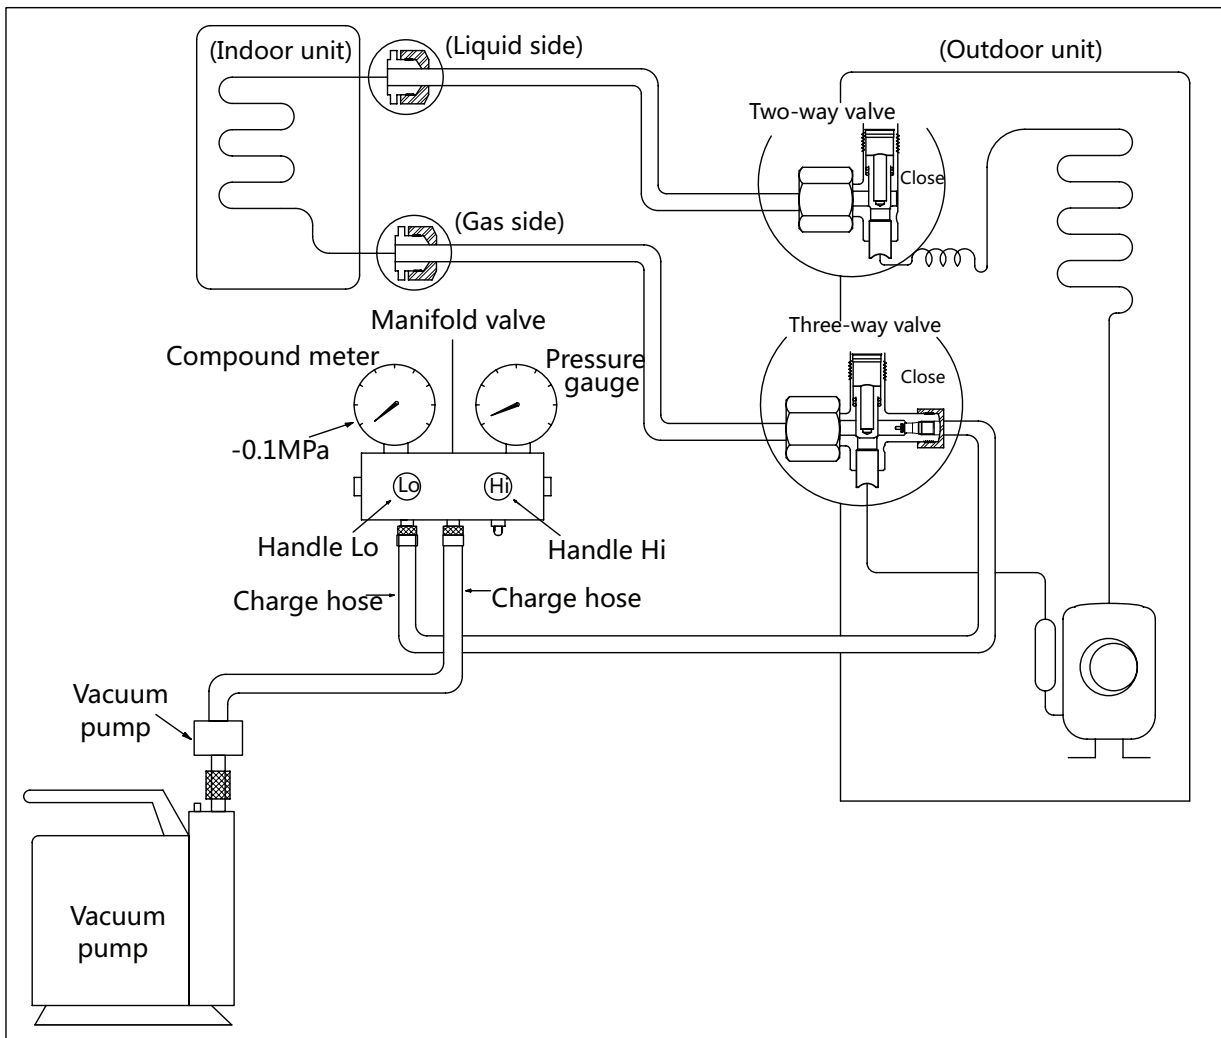 (Indoor unit)
(Liquid side)
(Outdoor unit)
Two-way valve
Close
(Gas side)
Manifold valve
Three-way valve
Compound meter
Pressure
gauge
Close
-0.1MPa
Lo
Hi
Handle Lo
Handle Hi
Charge hose
Charge hose
Vacuum
pump
Vacuum
pump